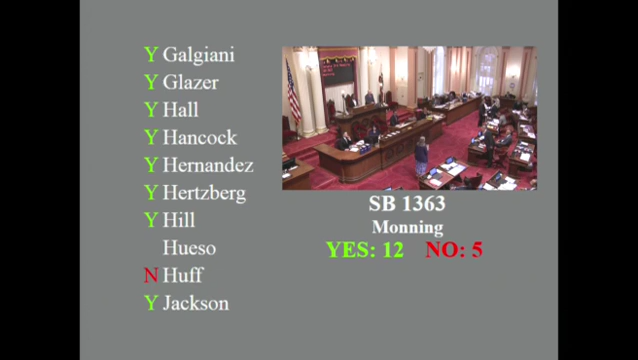 Y Galgiani
Y Glazer
Y Hall
Y Hancock
Y Hernandez
Y Hertzberg
Y Hill
Hueso
N Huff
Y Jackson
SB 1363
Monning
YES: 12 NO: 5